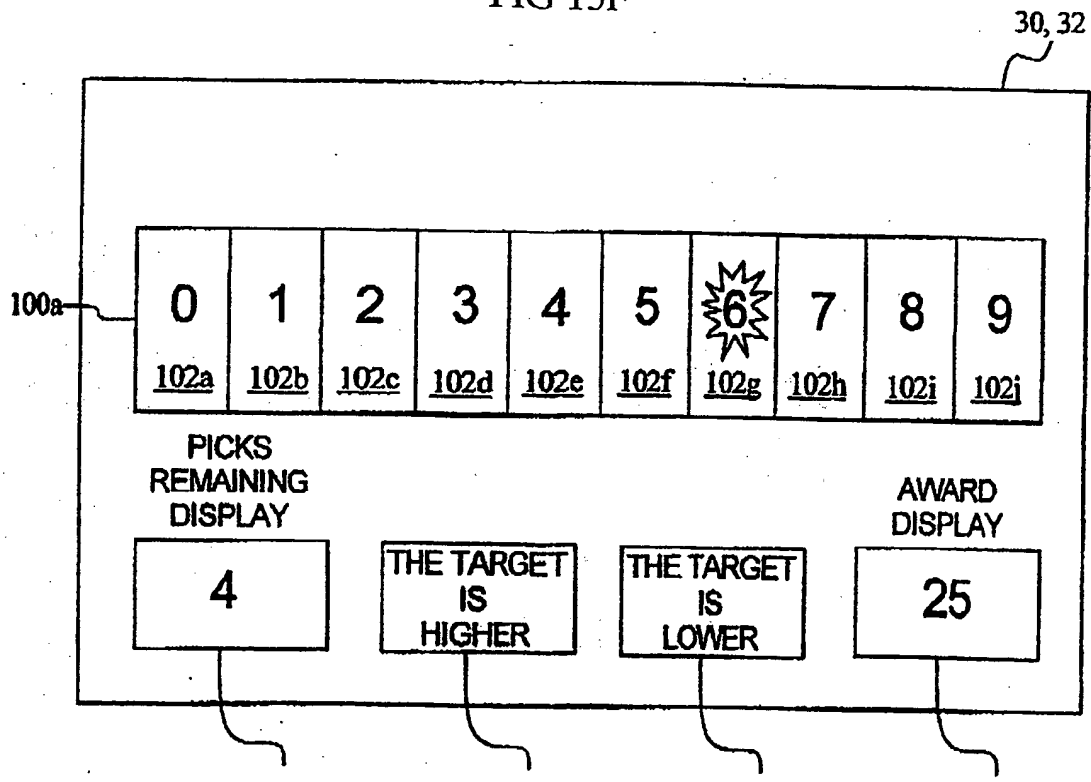 30, 32
0 1 2 3 4 5 6 7 8 9
100a
102a 102b 102c 102d 102e 102f 102g 102h 102i 102j
PICKS
REMAINING
DISPLAY
4
THE TARGET
IS
HIGHER
THE TARGET
IS
LOWER
AWARD
DISPLAY
25